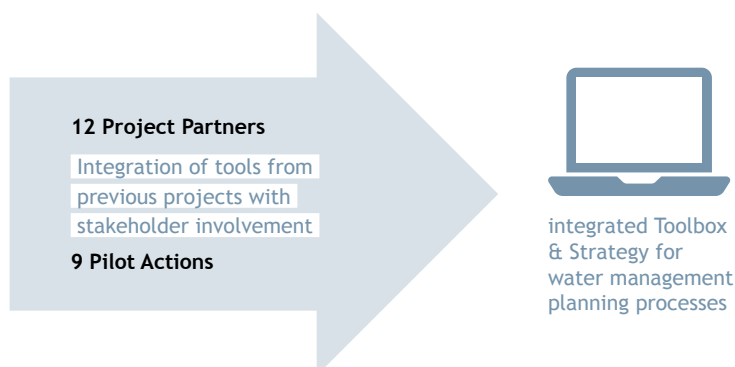 12 Project Partners
Integration of tools from
previous projects with
stakeholder involvement
9 Pilot Actions
integrated Toolbox
& Strategy for
water management
planning processes